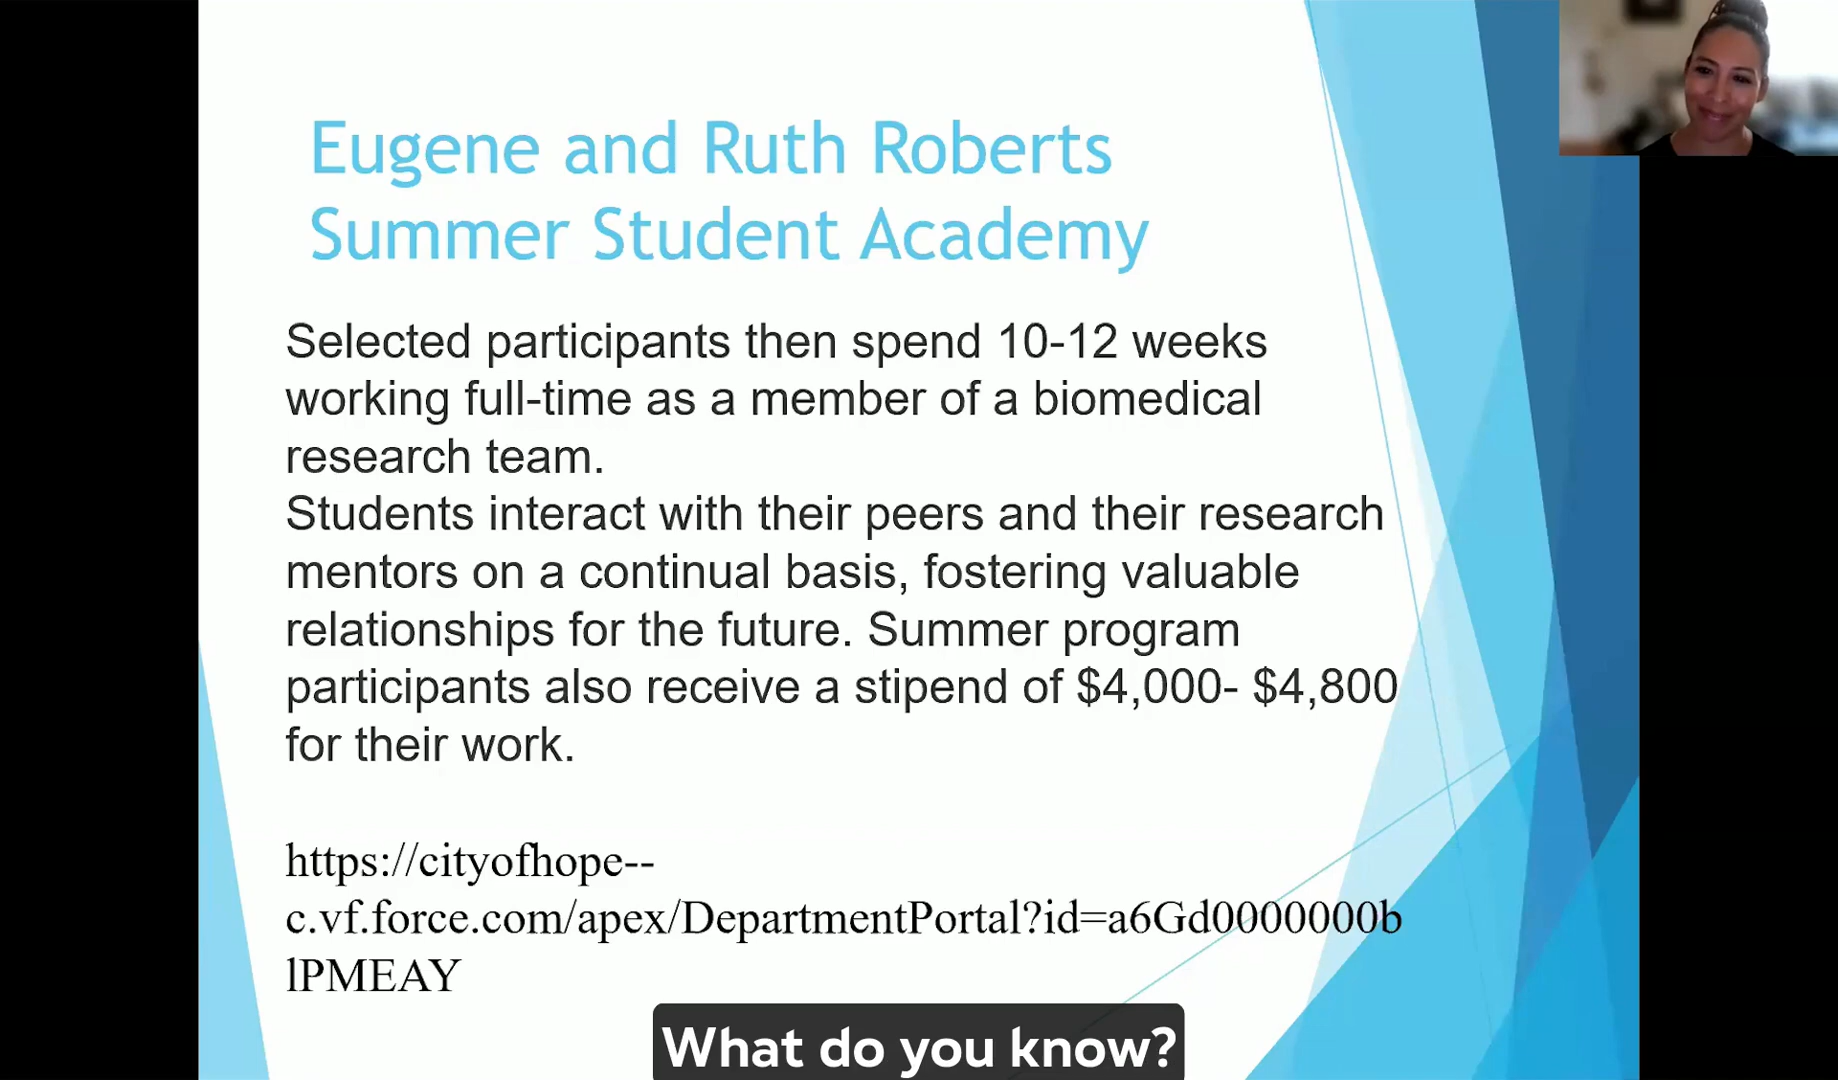 Eugene and Ruth Roberts
Summer Student Academy
Selected participants then spend 10-12 weeks
working full-time as a member of a biomedical
research team.
Students interact with their peers and their research
mentors on a continual basis, fostering valuable
relationships for the future. Summer program
participants also receive a stipend of $4,000- $4,800
for their work.
https://cityofhope--
c.vf.force.com/apex/DepartmentPortal?id=a6Gd0000000b
lPMEAY
What do you know?